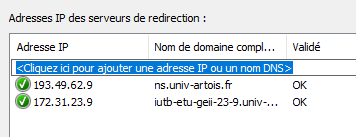 Adresses IP des serveurs de redirection :
Adresse IP Nom de domaine compl... Validé
<Cliquez ici pour ajouter une adresse IP ou un nom DNS>
193.49.62.9 ns.univ-artois.fr OK
172.31.23.9 iutb-etu-geii-23-9.univ-... OK